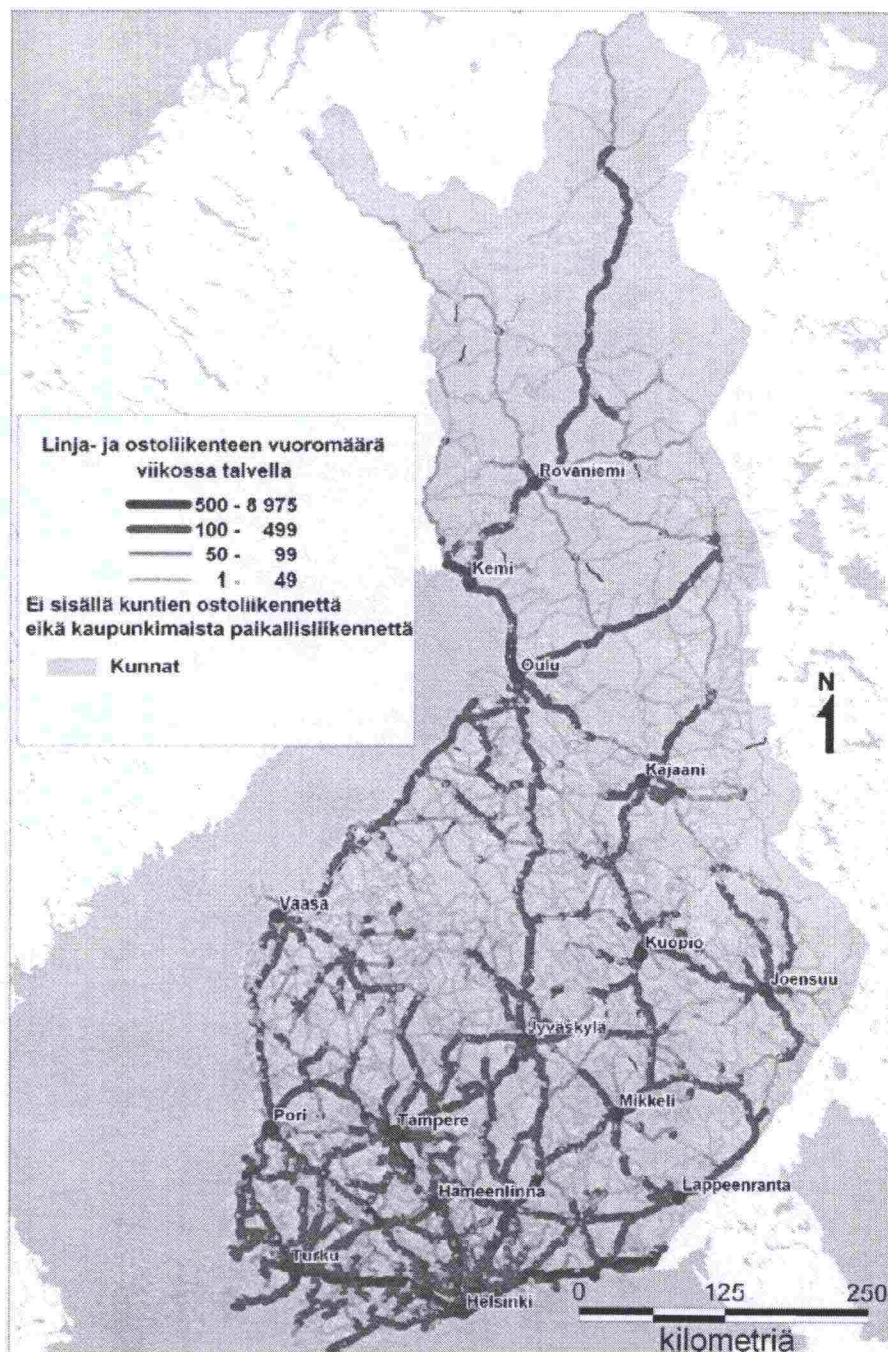 Linja- ja ostoliikenteen vuoromäärä
viikossa talvella
500 - 8 975
100 - 499
50 - 99
1 - 49
Ei sisällä kuntien ostoliikennettä
eikä kaupunkimaista paikallisliikennettä
Kunnat
Rovaniemi
Kemi
Oulu
N
Kajaani
Vaasa
Kuopio
Joensuu
Jyväskylä
Mikkeli
Pori
Tampere
Hämeenlinna
Lappeenranta
Turku
Helsinki
0 125 250
kilometriä